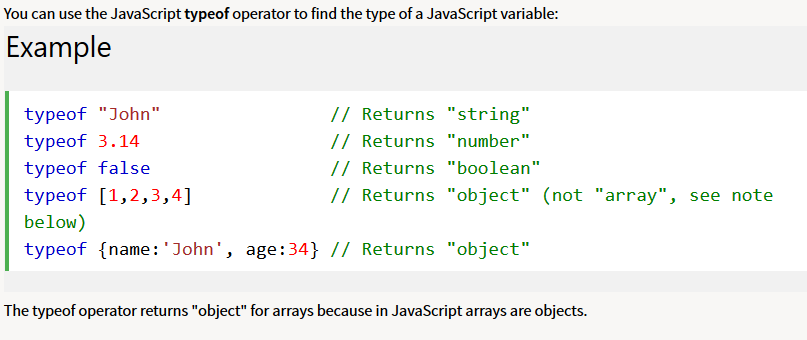 You can use the JavaScript typeof operator to find the type of a JavaScript variable:
Example
typeof "John" // Returns "string"
typeof 3.14 // Returns "number"
typeof false // Returns "boolean"
typeof [1,2,3,4] // Returns "object" (not "array", see note
below)
typeof {name:'John', age:34} // Returns "object"
The typeof operator returns "object" for arrays because in JavaScript arrays are objects.